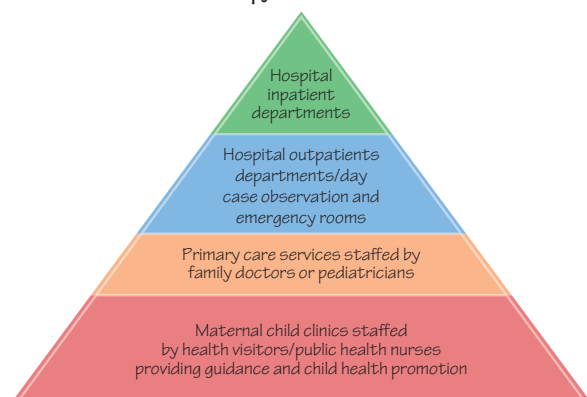 Hospital
inpatient
departments
Hospital outpatients
departments/day
case observation and
emergency rooms
Primary care services staffed by
family doctors or pediatricians
Maternal child clinics staffed
by health visitors/public health nurses
providing guidance and child health promotion